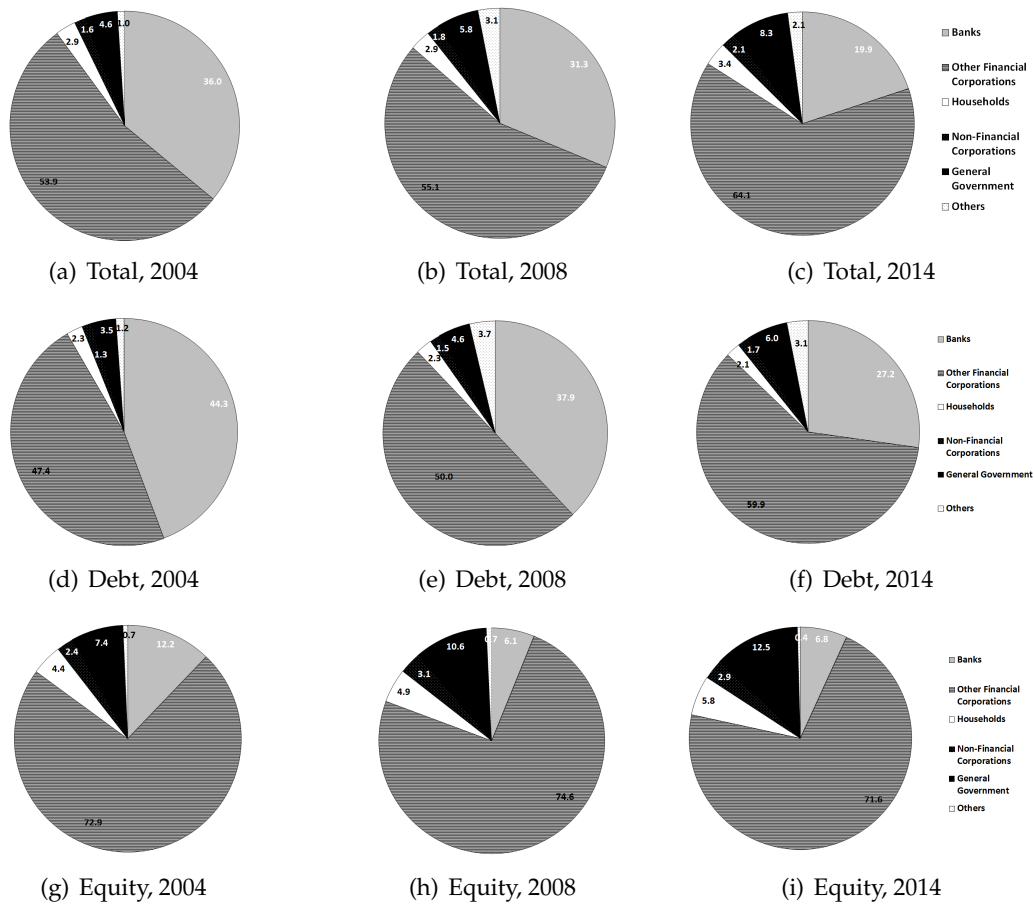 1.6 4.6 1.0
2.9
36.0
53.9
(a) Total, 2004
1.8 5.8 3.1
2.9
31.3
55.1
(b) Total, 2008
2.1 8.3 2.1
3.4
19.9
64.1
(c) Total, 2014
Banks
Other Financial
Corporations
Households
Non-Financial
Corporations
General
Government
Others
2.3 3.5 1.2
1.3
44.3
47.4
(d) Debt, 2004
1.5 4.6 3.7
2.3
37.9
50.0
(e) Debt, 2008
1.7 6.0 3.1
2.1
27.2
59.9
(f) Debt, 2014
Banks
Other Financial
Corporations
Households
Non-Financial
Corporations
General Government
Others
2.4 7.4 0.7
4.4
12.2
72.9
(g) Equity, 2004
3.1 10.6 0.7 6.1
4.9
74.6
(h) Equity, 2008
2.9 12.5 0.4 6.8
5.8
71.6
(i) Equity, 2014
Banks
Other Financial
Corporations
Households
Non-Financial
Corporations
General
Government
Others